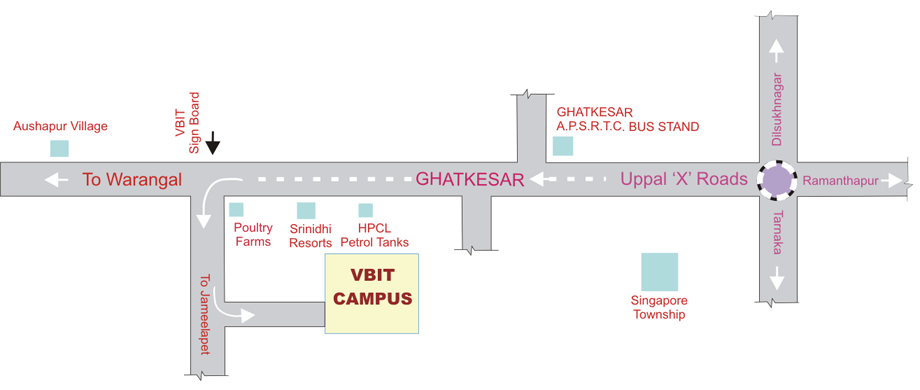 Dilsukhnagar
VBIT
Sign Board
GHATKESAR
A.P.S.R.T.C. BUS STAND
Aushapur Village
To Warangal
GHATKESAR
Uppal ‘X’ Roads
Ramanthapur
Poultry
Farms
Srinidhi
Resorts
HPCL
Petrol Tanks
Tarnaka
VBIT
CAMPUS
To Jameelapet
Singapore
Township